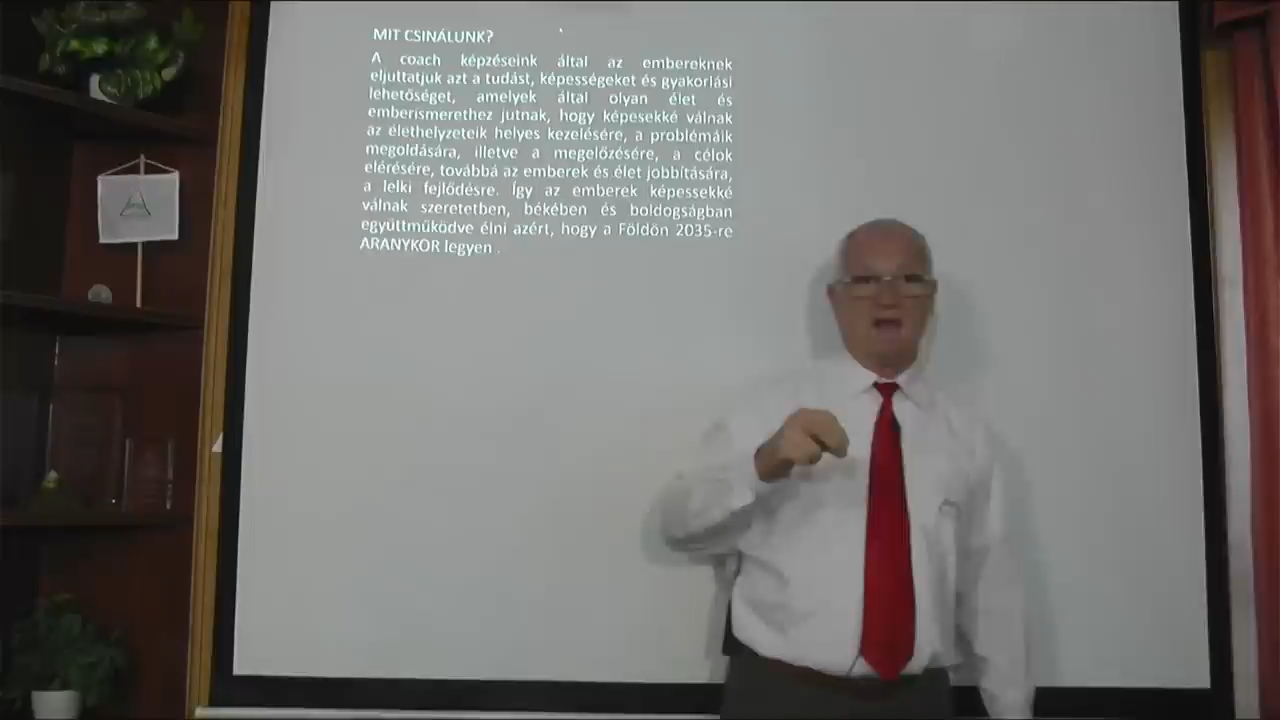 MIT CSINÁLUNK?
A coach képzéseink által az embereknek
eljuttatjuk azt a tudást, képességeket és gyakorlási
lehetőséget, amelyek által olyan élet és
emberismerethez jutnak, hogy képesekké válnak
az élethelyzeteik helyes kezelésére, a problémáik
megoldására, illetve a megelőzésére, a célok
elérésére, továbbá az emberek és élet jobbítására,
a lelki fejlődésre. Így az emberek képessekké
válnak szeretetben, békében és boldogságban
együttműködve élni azért, hogy a Földön 2035-re
ARANYKOR legyen .